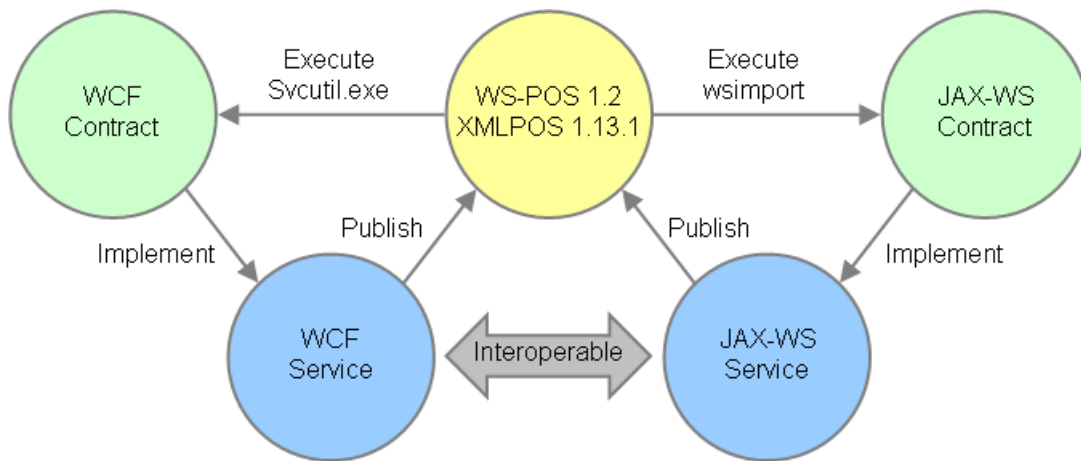 Execute
Svcutil.exe
Execute
wsimport
WCF
Contract
WS-POS 1.2
XMLPOS 1.13.1
JAX-WS
Contract
Implement
Publish
Publish
Implement
WCF
Service
Interoperable
JAX-WS
Service